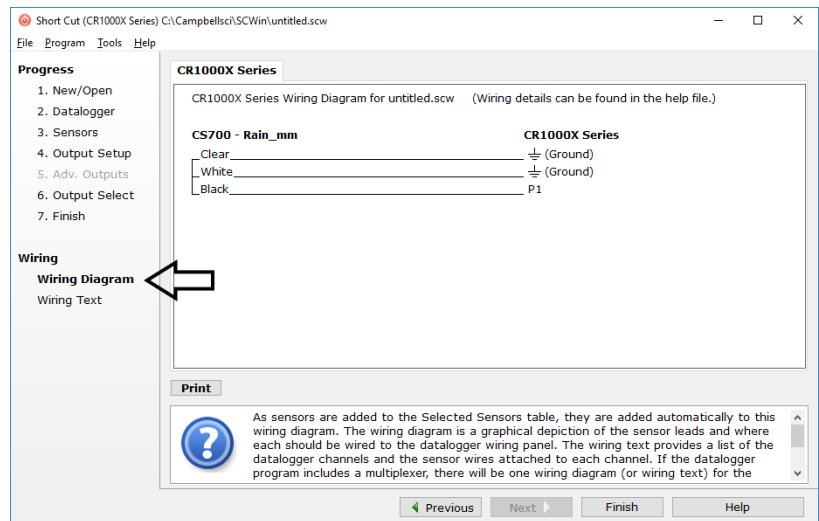 Short Cut (CR1000X Series) C:\Campbellsci\SCWin\untitled.scw
File Program Tools Help
Progress
1. New/Open
2. Datalogger
3. Sensors
4. Output Setup
5. Adv. Outputs
6. Output Select
7. Finish
Wiring
Wiring Diagram
Wiring Text
CR1000X Series
CR1000X Series Wiring Diagram for untitled.scw (Wiring details can be found in the help file.)
CS700 - Rain_mm CR1000X Series
Clear (Ground)
White (Ground)
Black P1
Print
As sensors are added to the Selected Sensors table, they are added automatically to this
wiring diagram. The wiring diagram is a graphical depiction of the sensor leads and where
each should be wired to the datalogger wiring panel. The wiring text provides a list of the
datalogger channels and the sensor wires attached to each channel. If the datalogger
program includes a multiplexer, there will be one wiring diagram (or wiring text) for the
Previous Next Finish Help